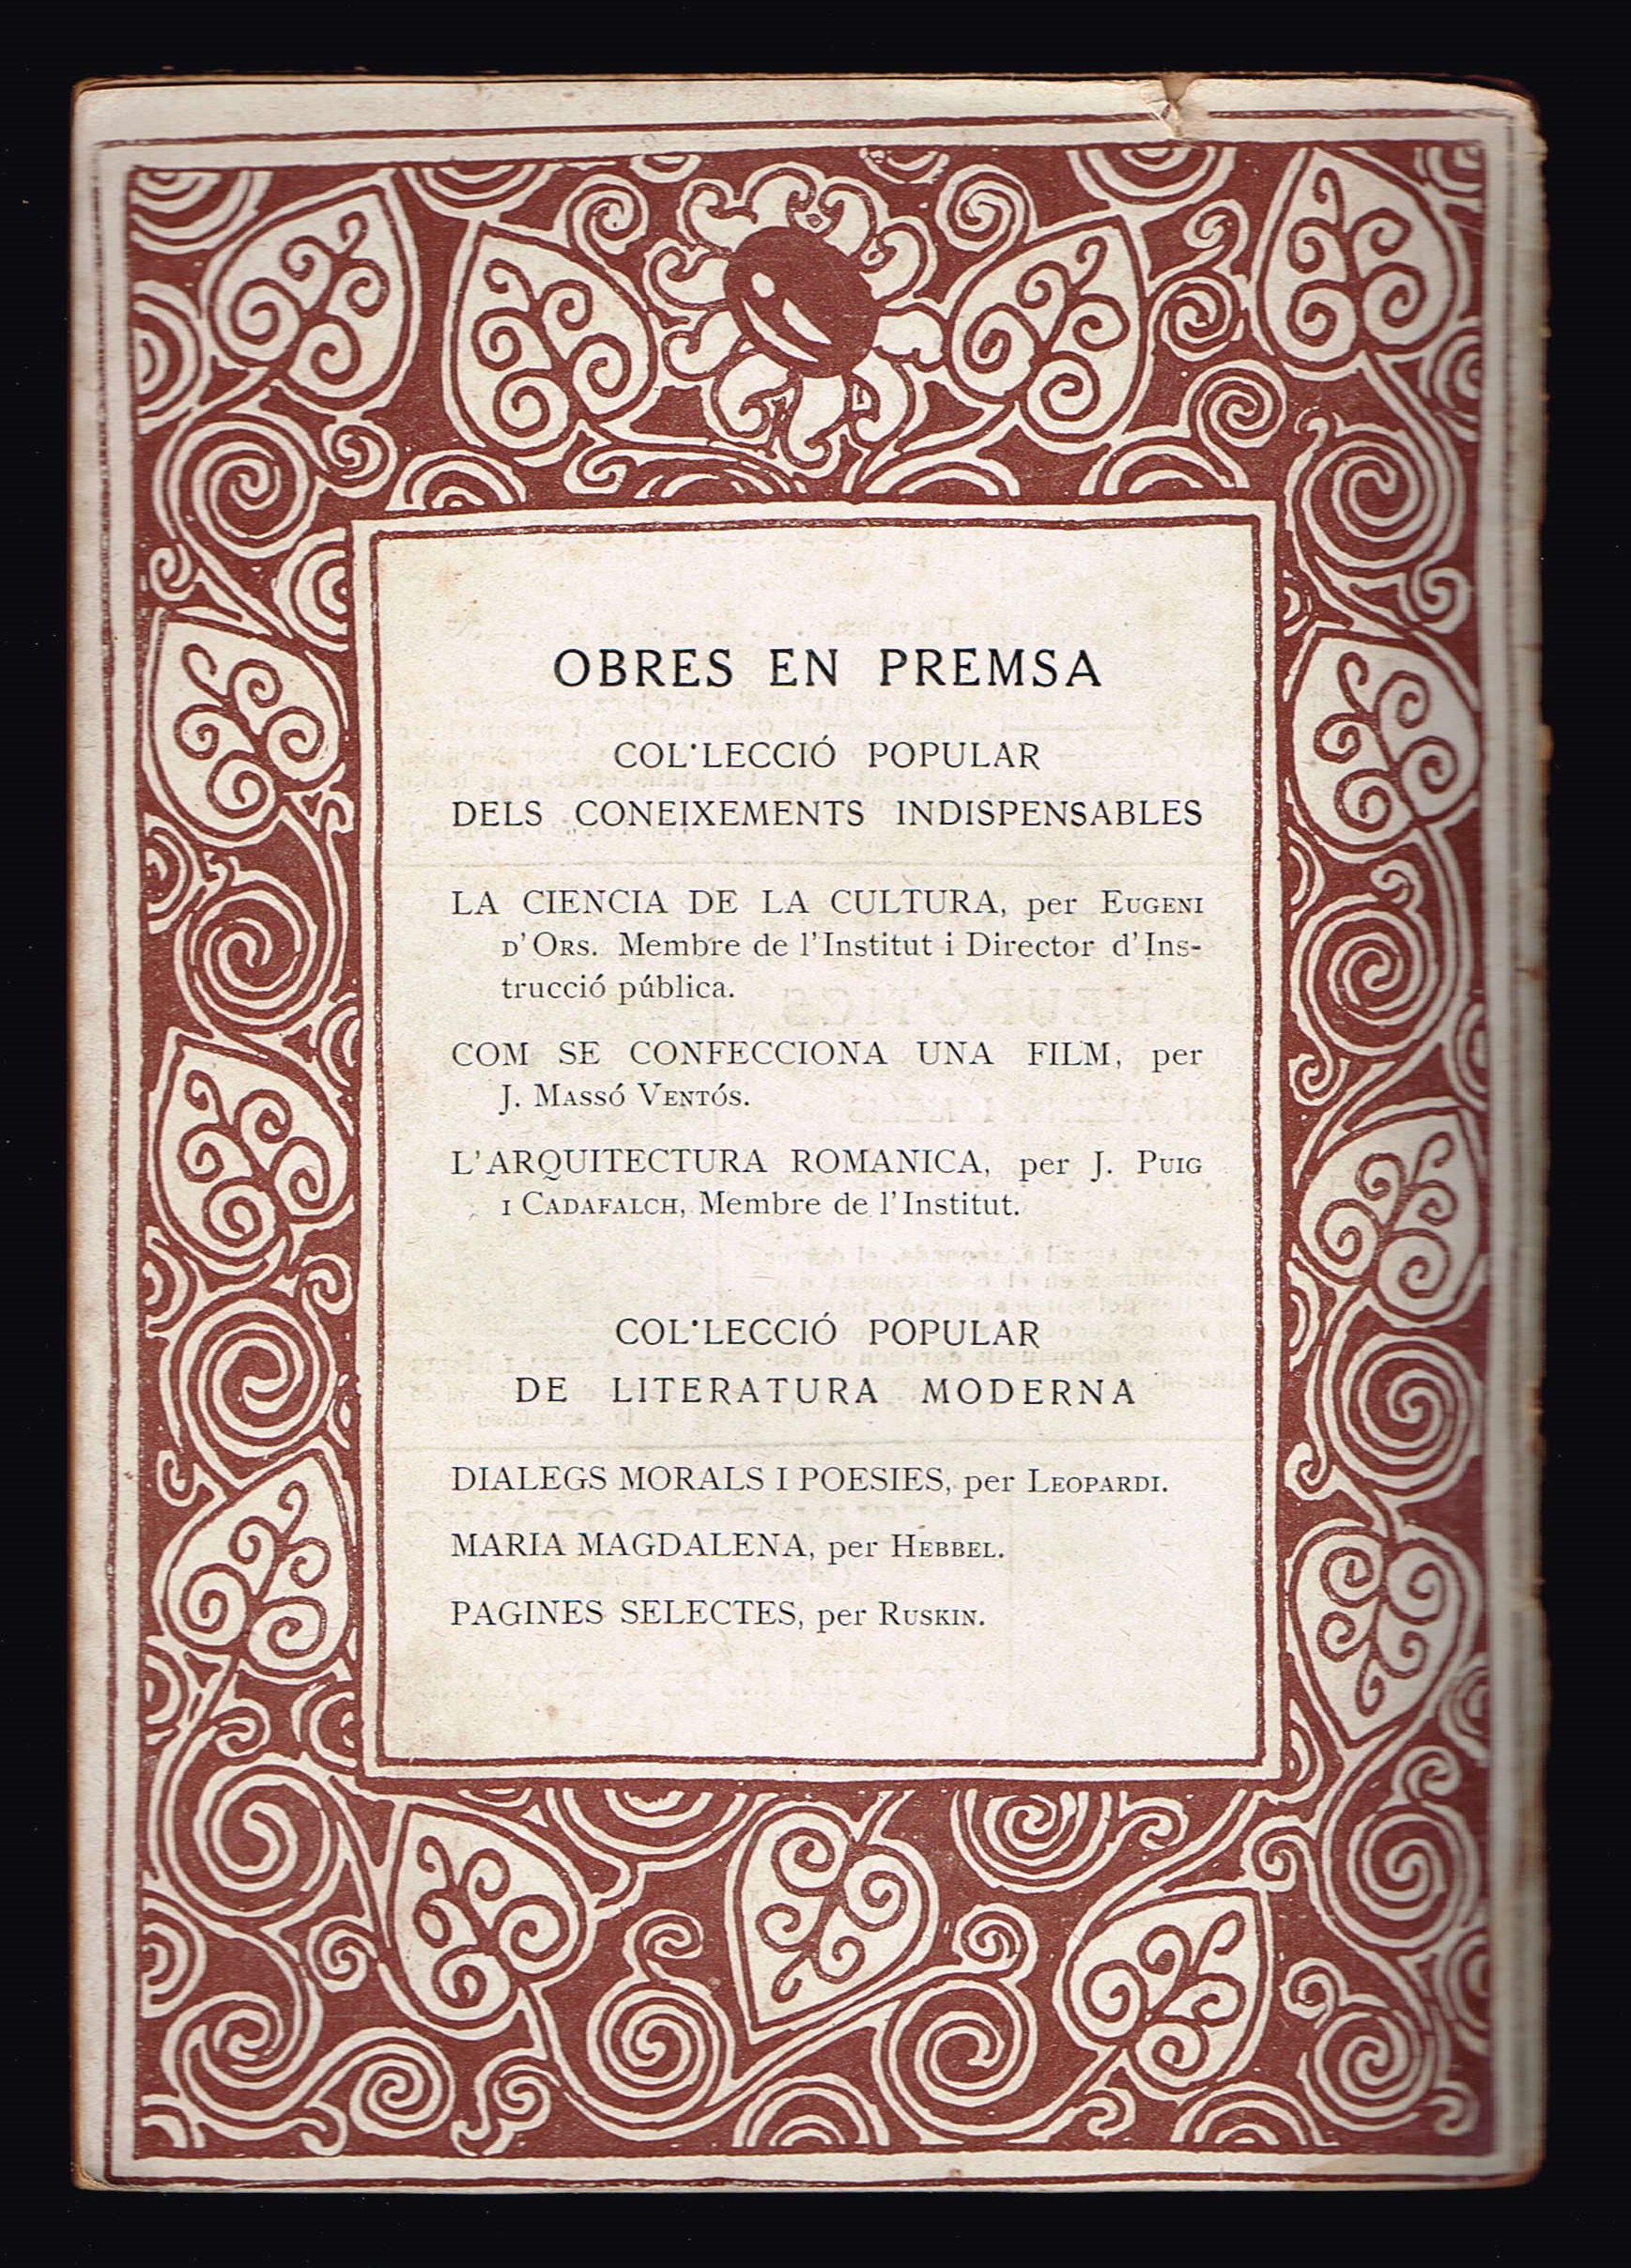 OBRES EN PREMSA
COL·LECCIÓ POPULAR
DELS CONEIXEMENTS INDISPENSABLES
LA CIENCIA DE LA CULTURA, per Eugeni
d'Ors. Membre de l'Institut i Director d'Ins-
trucció pública.
COM SE CONFECCIONA UNA FILM, per
J. Massó Ventós.
L'ARQUITECTURA ROMANICA, per J. Puig
i Cadafalch, Membre de l'Institut.
COL·LECCIÓ POPULAR
DE LITERATURA MODERNA
DIALEGS MORALS I POESIES, per Leopardi.
MARIA MAGDALENA, per Hebbel.
PAGINES SELECTES, per Ruskin.